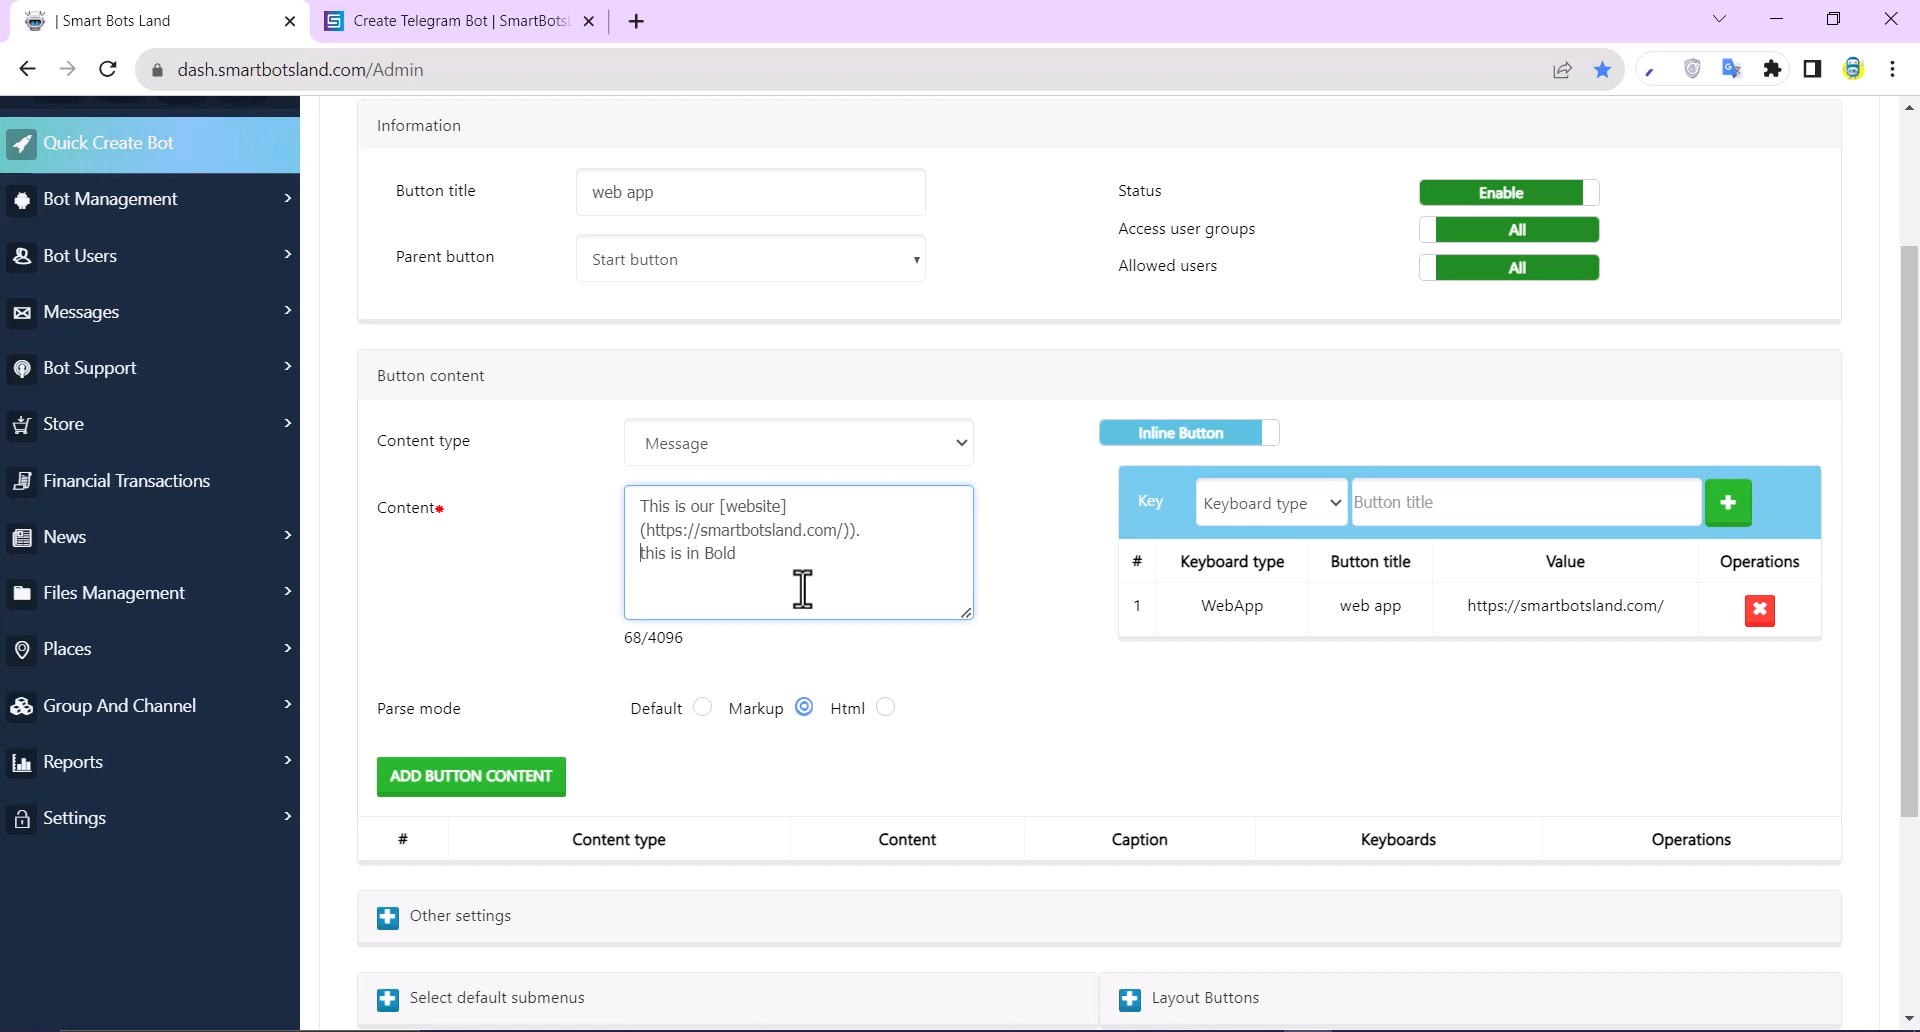 | Smart Bots Land
Create Telegram Bot | SmartBotsL
dash.smartbotsland.com/Admin
Quick Create Bot
Bot Management
Bot Users
Messages
Bot Support
Store
Financial Transactions
News
Files Management
Places
Group And Channel
Reports
Settings
Information
Button title
web app
Parent button
Start button
Status
Enable
Access user groups
All
Allowed users
All
Button content
Content type
Message
Content*
This is our [website]
(https://smartbotsland.com/)).
this is in Bold
68/4096
Inline Button
Key
Keyboard type
Button title
# Keyboard type Button title Value Operations
1 WebApp web app https://smartbotsland.com/
Parse mode
Default Markup Html
ADD BUTTON CONTENT
# Content type Content Caption Keyboards Operations
Other settings
Select default submenus
Layout Buttons